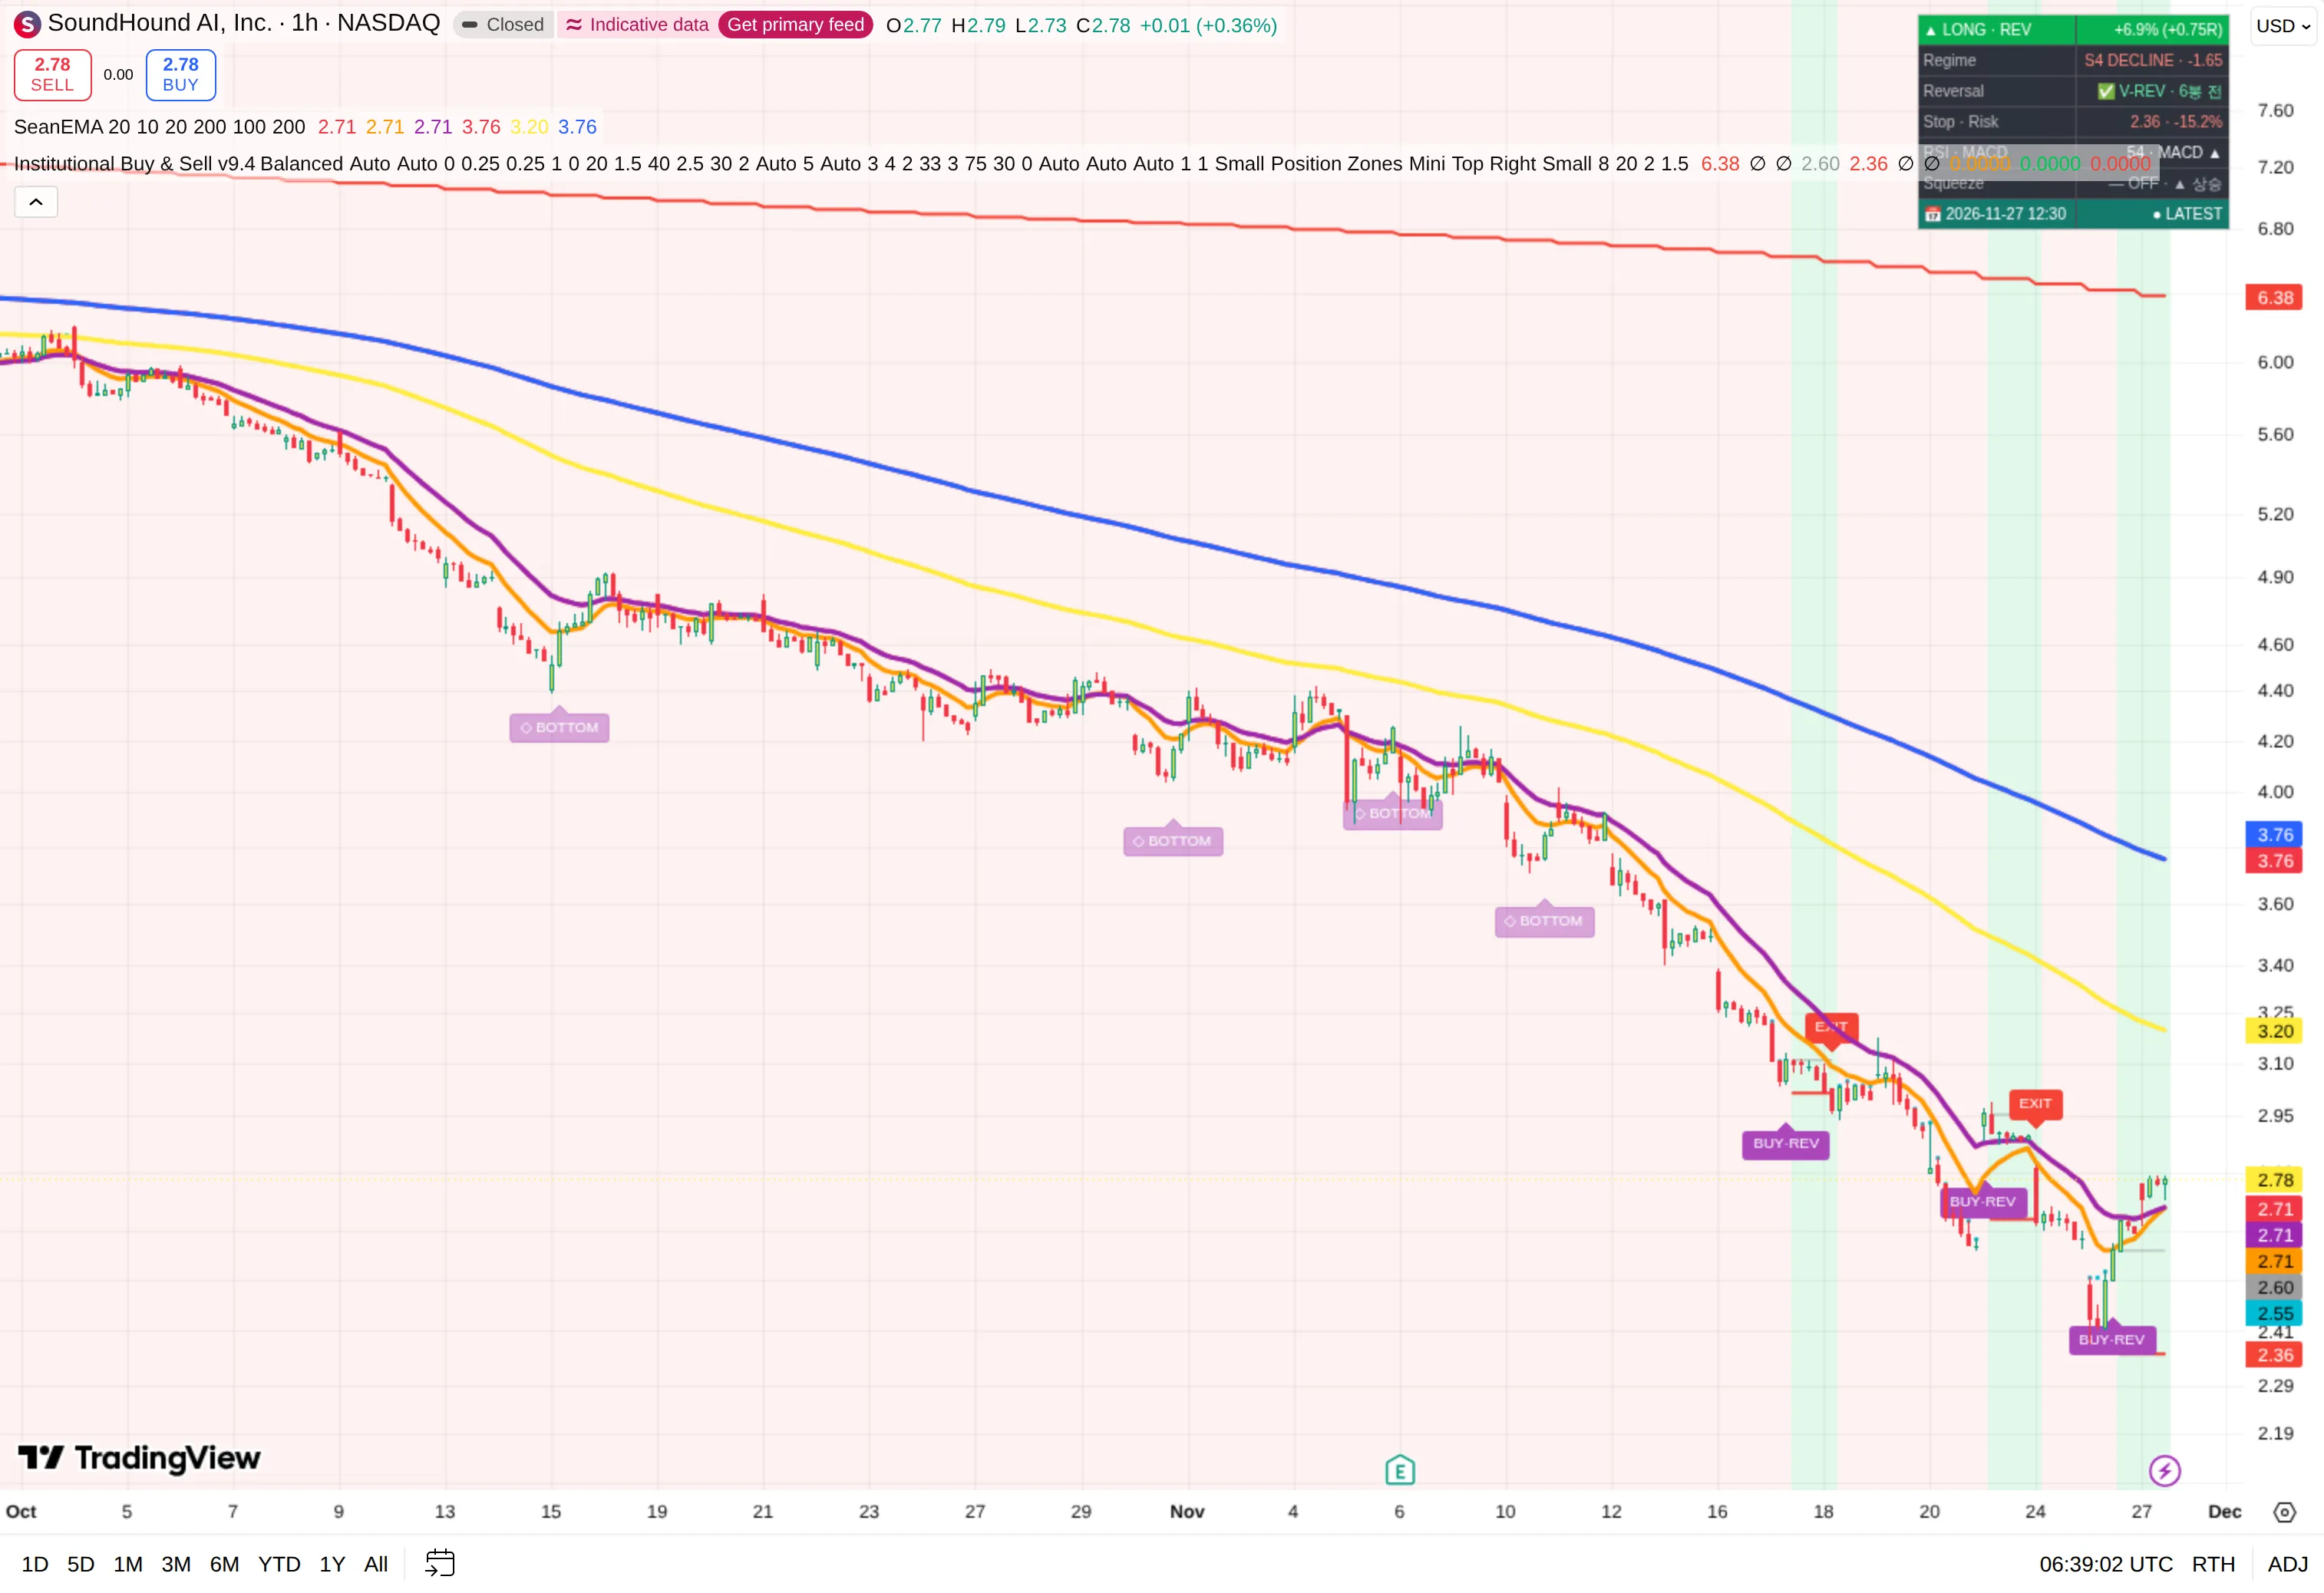 SoundHound AI, Inc. · 1h · NASDAQ Closed Indicative data Get primary feed O2.77 H2.79 L2.73 C2.78 +0.01 (+0.36%)
2.78 SELL 0.00 2.78 BUY
SeanEMA 20 10 20 200 100 200 2.71 2.71 2.71 3.76 3.20 3.76
Institutional Buy & Sell v9.4 Balanced Auto Auto 0 0.25 0.25 1 0 20 1.5 40 2.5 30 2 Auto 5 Auto 3 4 2 33 3 75 30 0 Auto Auto Auto 1 1 Small Position Zones Mini Top Right Small 8 20 2 1.5 6.38 ∅ ∅ 2.60 2.36 ∅ ∅ 0.0000 0.0000 0.0000
▲ LONG · REV +6.9% (+0.75R)
Regime S4 DECLINE · -1.65
Reversal ✅ V-REV · 6봉 전
Stop · Risk 2.36 · -15.2%
RSI · MACD 54 · MACD ▲
Squeeze — OFF · ▲ 상승
📅 2026-11-27 12:30 ● LATEST
USD
7.60
7.20
6.80
6.38
6.00
5.60
5.20
4.90
4.60
4.40
4.20
4.00
3.76
3.76
3.60
3.40
3.25
3.20
3.10
2.95
2.78
2.71
2.71
2.71
2.60
2.55
2.41
2.36
2.29
2.19
◇ BOTTOM
◇ BOTTOM
◇ BOTTOM
◇ BOTTOM
EXIT
BUY-REV
EXIT
BUY-REV
BUY-REV
TradingView
E
Oct 5 7 9 13 15 19 21 23 27 29 Nov 4 6 10 12 16 18 20 24 27 Dec
1D 5D 1M 3M 6M YTD 1Y All 06:39:02 UTC RTH ADJ